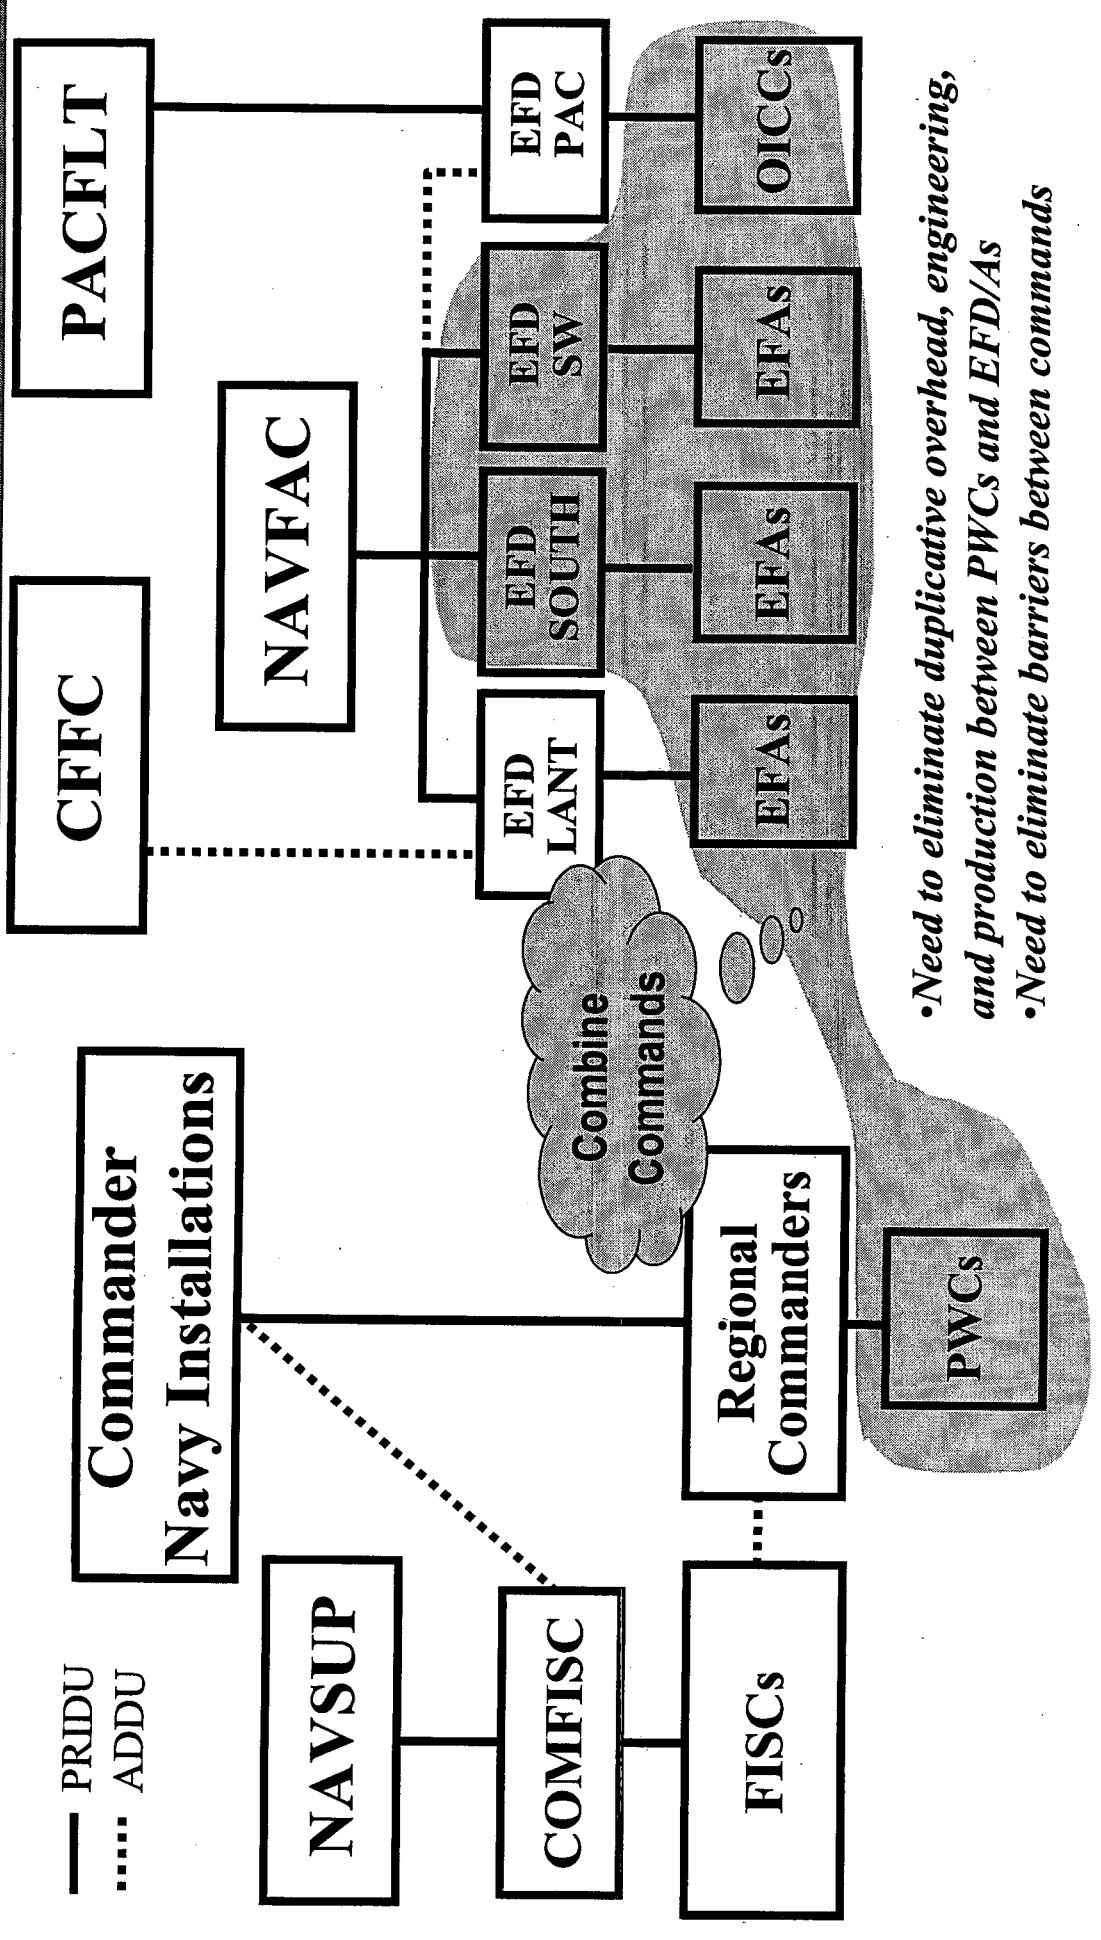 PRIDU
ADDU
Commander
Navy Installations
CFFC
PACFLT
NAVSUP
NAVFAC
COMFISC
EFD
LANT
EFD
SOUTH
EFD
SW
EFD
PAC
Combine
Commands
FISCs
Regional
Commanders
EFAs
EFAs
EFAs
OICCs
PWCs
•Need to eliminate duplicative overhead, engineering,
and production between PWCs and EFD/As
•Need to eliminate barriers between commands